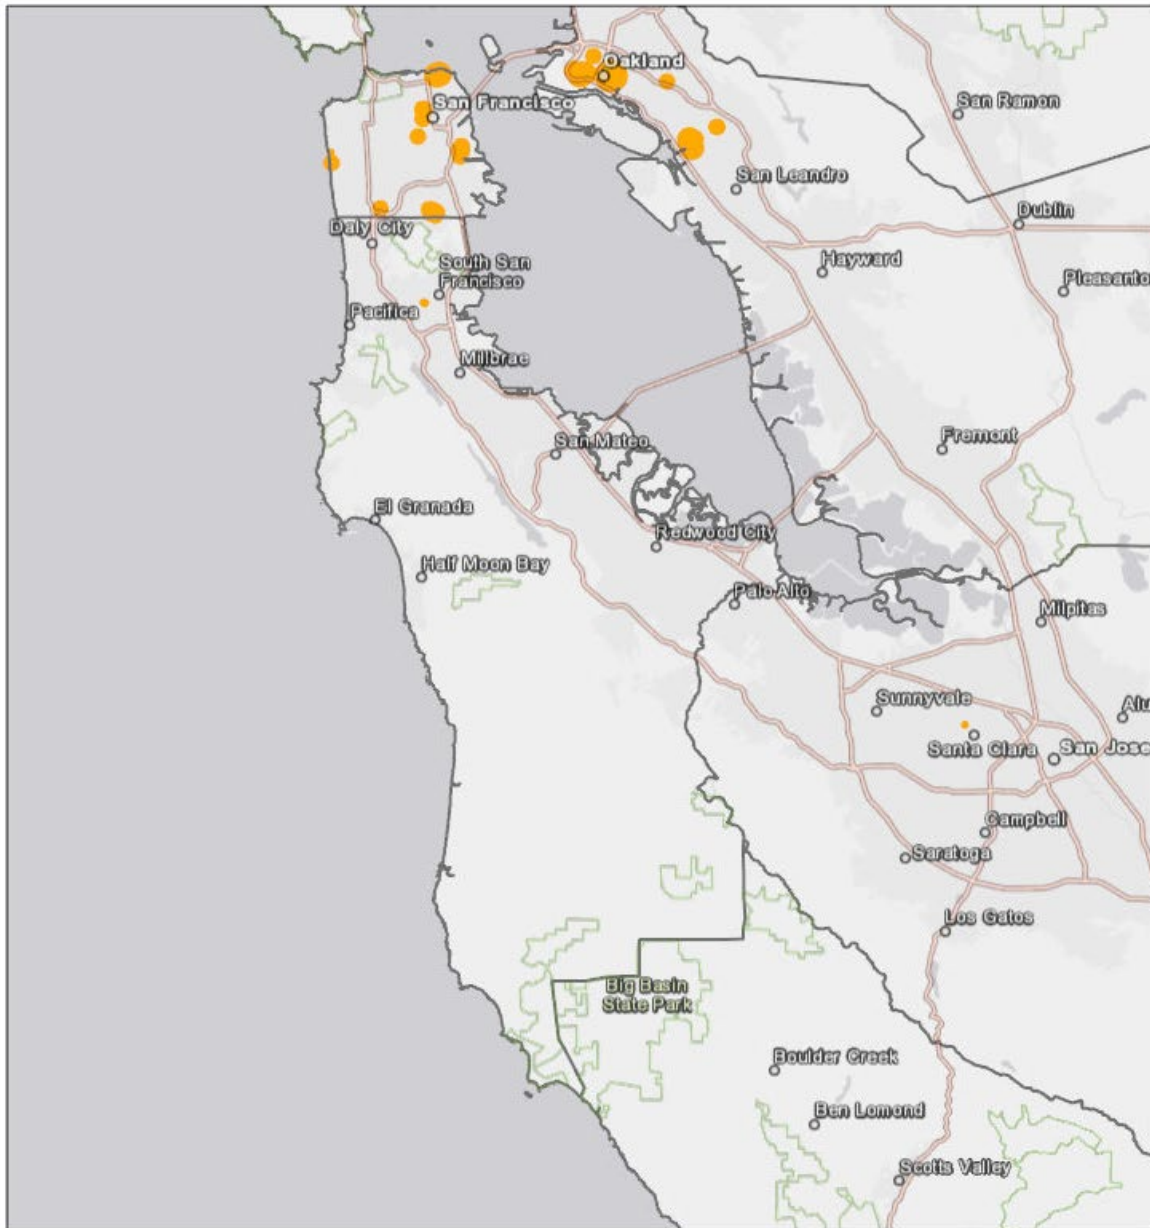 Oakland
San Francisco
San Ramon
San Leandro
Dublin
Daly City
Hayward
South San
Francisco
Pleasanto
Pacifica
Millbrae
San Mateo
Fremont
El Granada
Redwood City
Half Moon Bay
Palo Alto
Milpitas
Sunnyvale
Alu
Santa Clara
San Jose
Campbell
Saratoga
Los Gatos
Big Basin
State Park
Boulder Creek
Ben Lomond
Scotts Valley